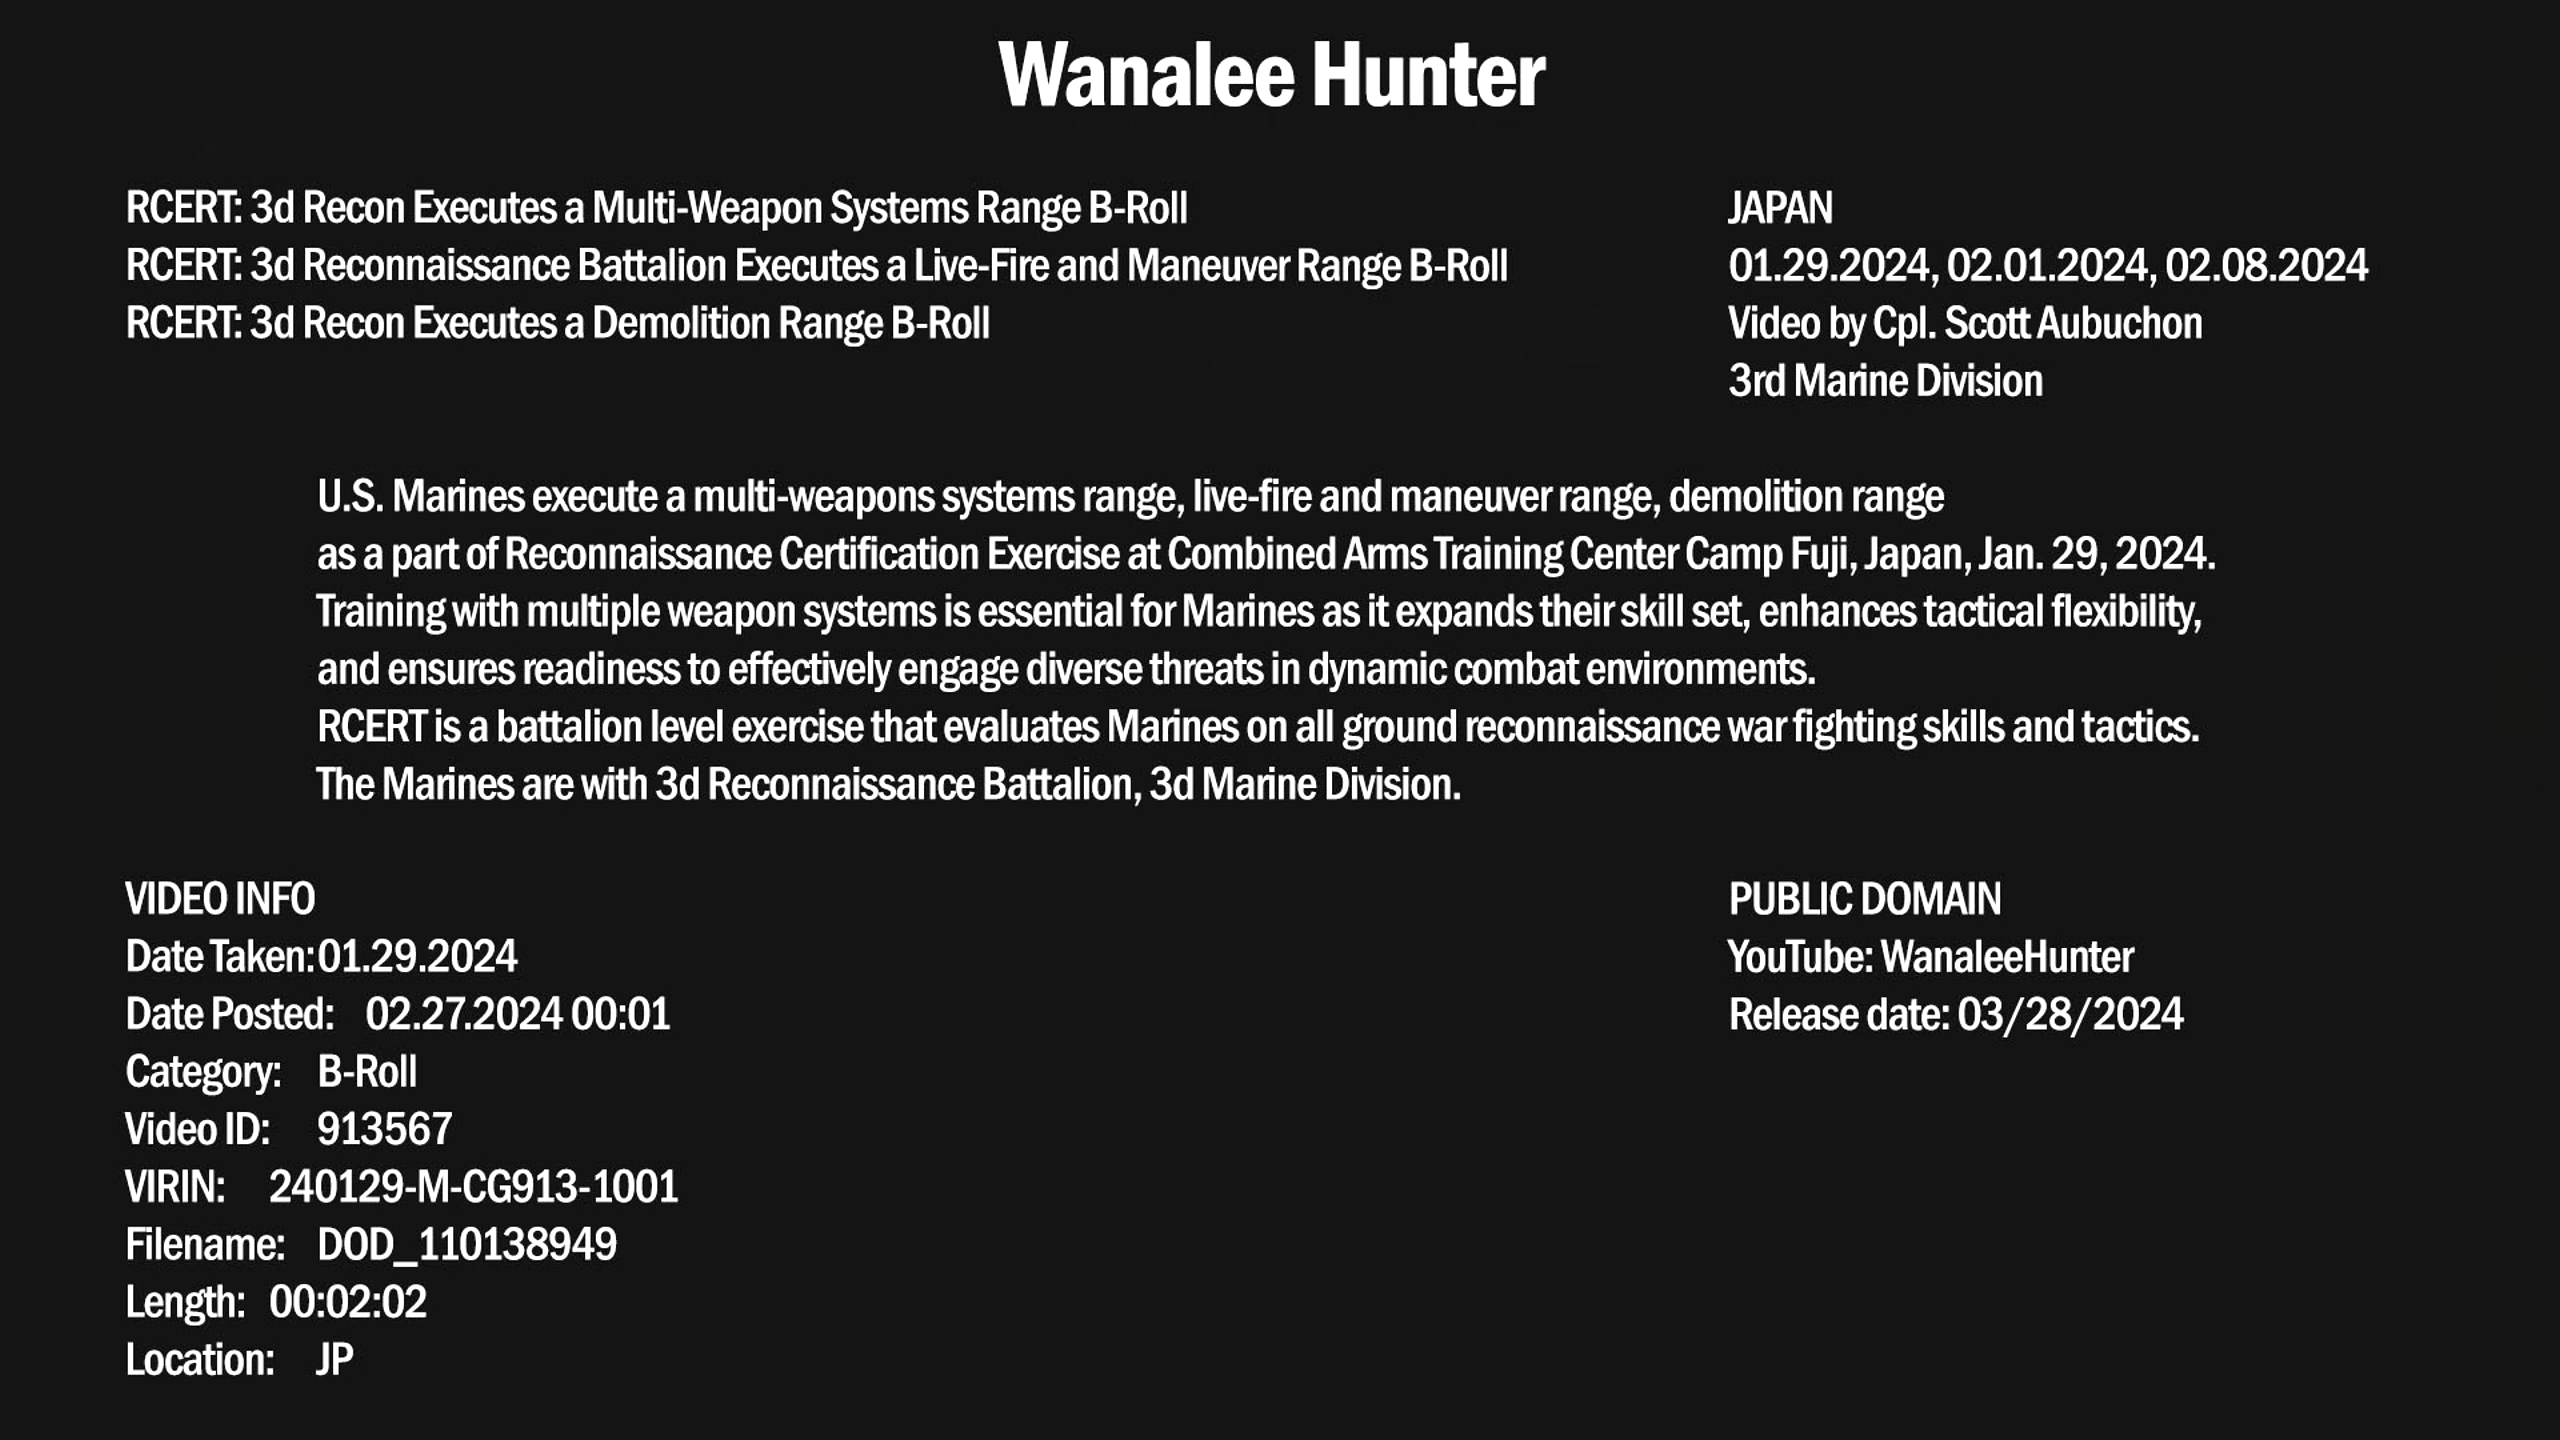 Wanalee Hunter
RCERT: 3d Recon Executes a Multi-Weapon Systems Range B-Roll
RCERT: 3d Reconnaissance Battalion Executes a Live-Fire and Maneuver Range B-Roll
RCERT: 3d Recon Executes a Demolition Range B-Roll
JAPAN
01.29.2024, 02.01.2024, 02.08.2024
Video by Cpl. Scott Aubuchon
3rd Marine Division
U.S. Marines execute a multi-weapons systems range, live-fire and maneuver range, demolition range
as a part of Reconnaissance Certification Exercise at Combined Arms Training Center Camp Fuji, Japan, Jan. 29, 2024.
Training with multiple weapon systems is essential for Marines as it expands their skill set, enhances tactical flexibility,
and ensures readiness to effectively engage diverse threats in dynamic combat environments.
RCERT is a battalion level exercise that evaluates Marines on all ground reconnaissance war fighting skills and tactics.
The Marines are with 3d Reconnaissance Battalion, 3d Marine Division.
VIDEO INFO
Date Taken: 01.29.2024
Date Posted: 02.27.2024 00:01
Category: B-Roll
Video ID: 913567
VIRIN: 240129-M-CG913-1001
Filename: DOD_110138949
Length: 00:02:02
Location: JP
PUBLIC DOMAIN
YouTube: WanaleeHunter
Release date: 03/28/2024